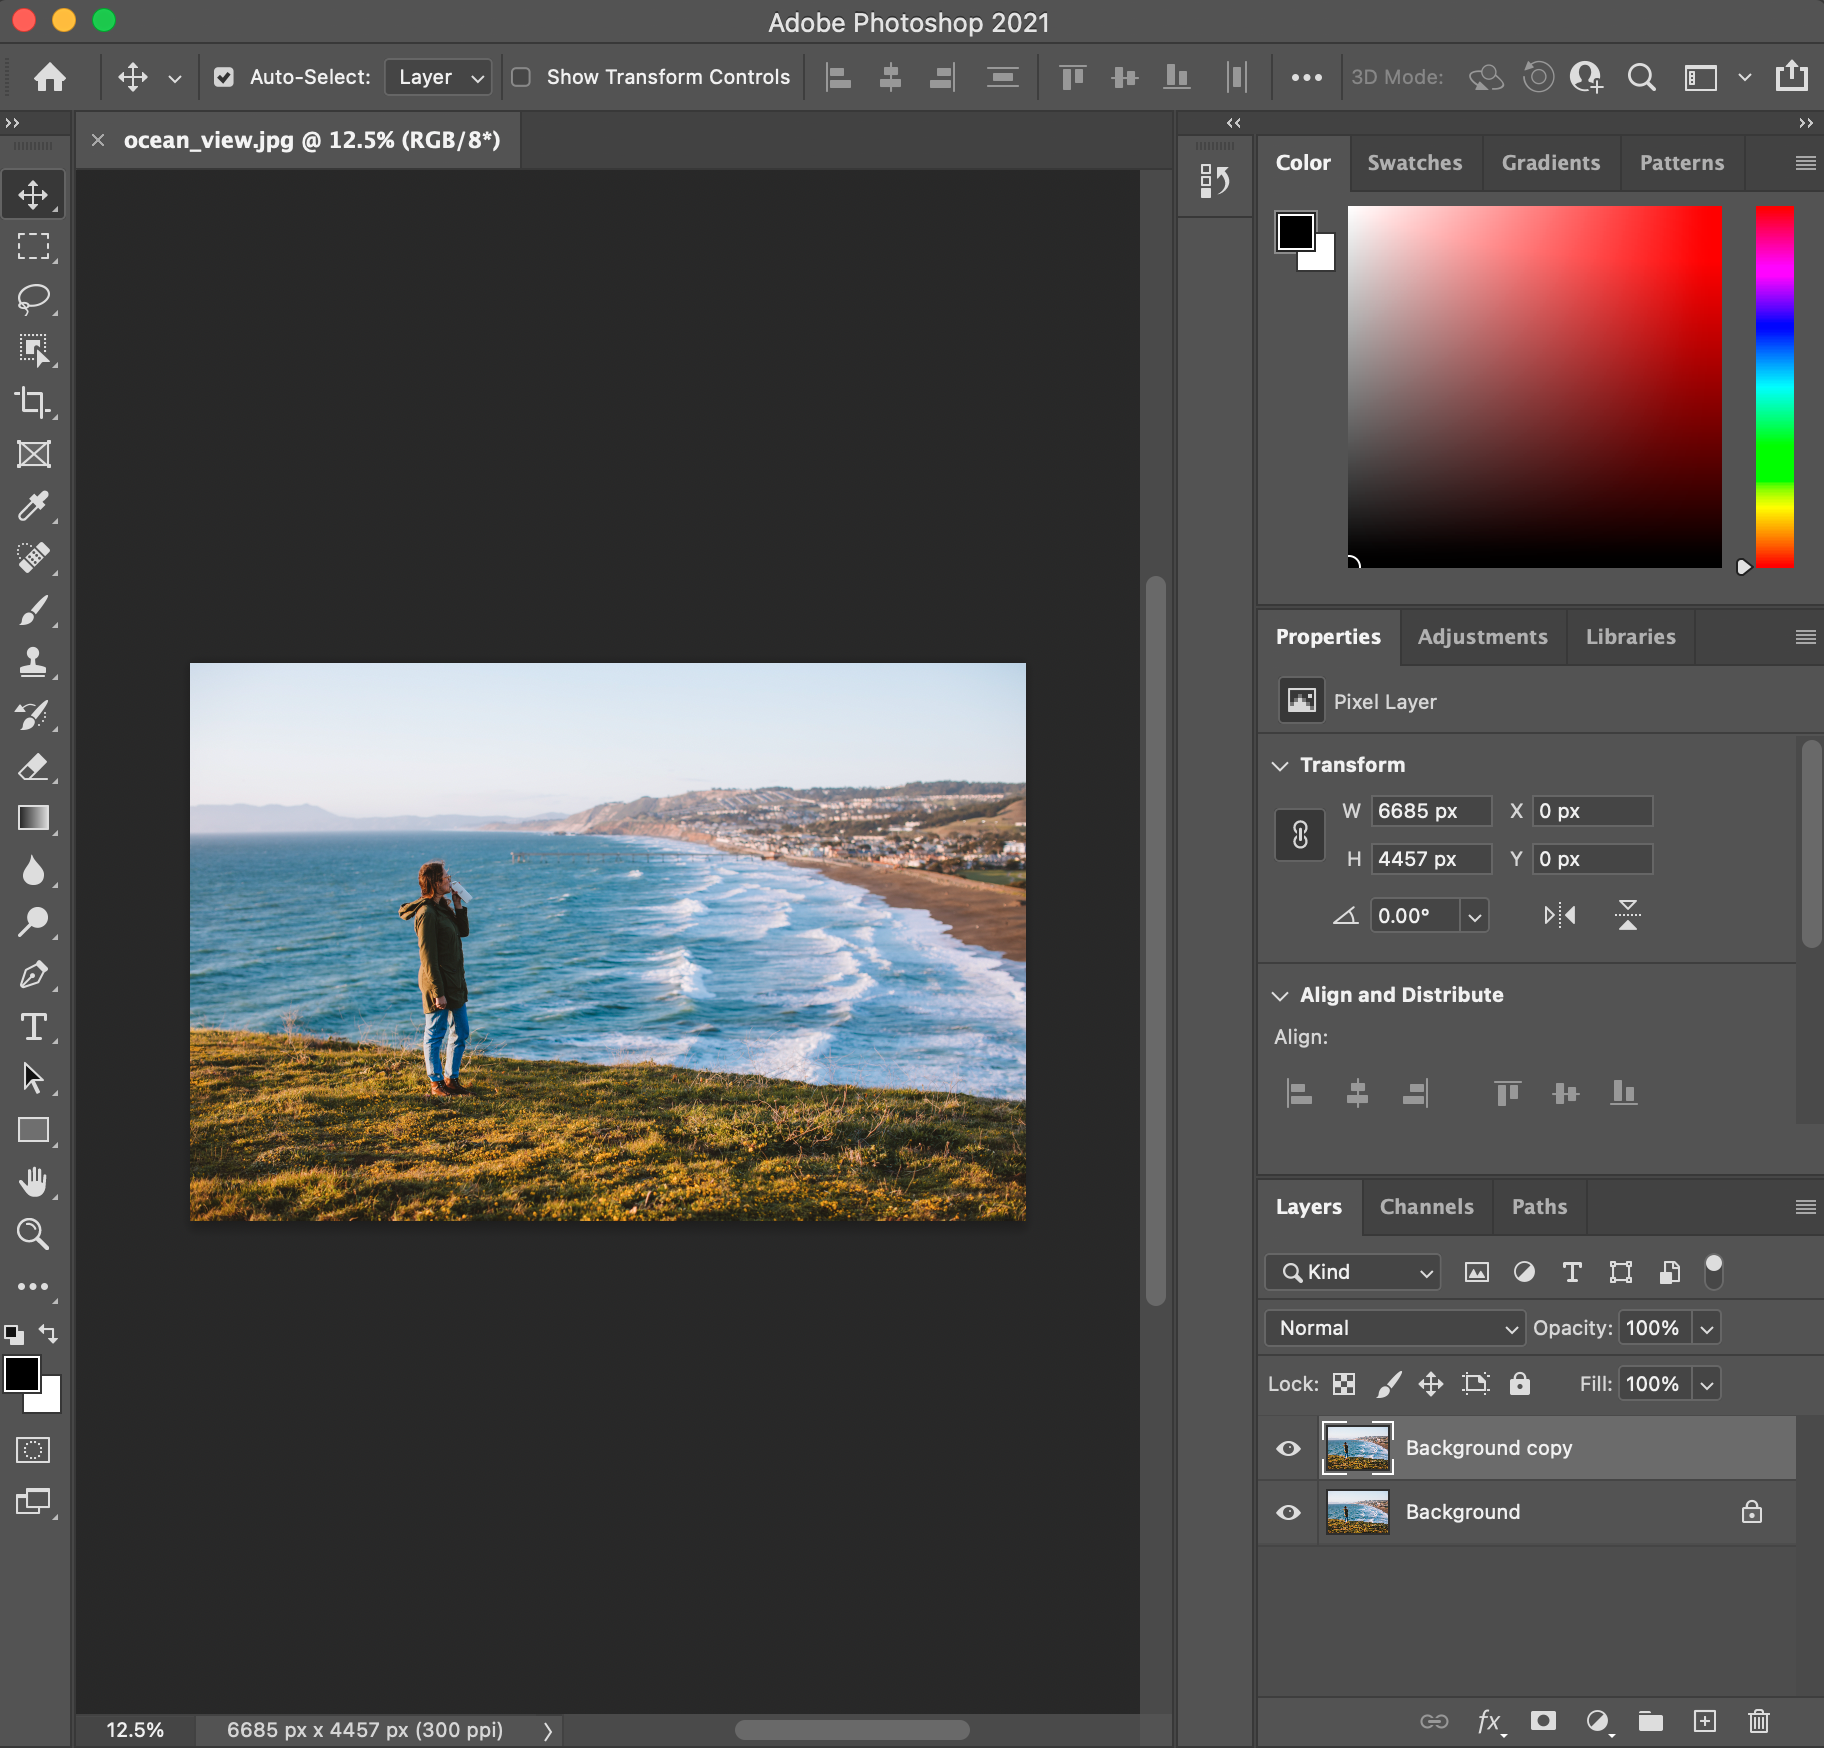 Adobe Photoshop 2021
Auto-Select: Layer Show Transform Controls 3D Mode:
ocean_view.jpg @ 12.5% (RGB/8*)
Color Swatches Gradients Patterns
Properties Adjustments Libraries
Pixel Layer
Transform
W 6685 px X 0 px
H 4457 px Y 0 px
0.00°
Align and Distribute
Align:
Layers Channels Paths
Kind
Normal Opacity: 100%
Lock: Fill: 100%
Background copy
Background
fx
12.5% 6685 px x 4457 px (300 ppi)